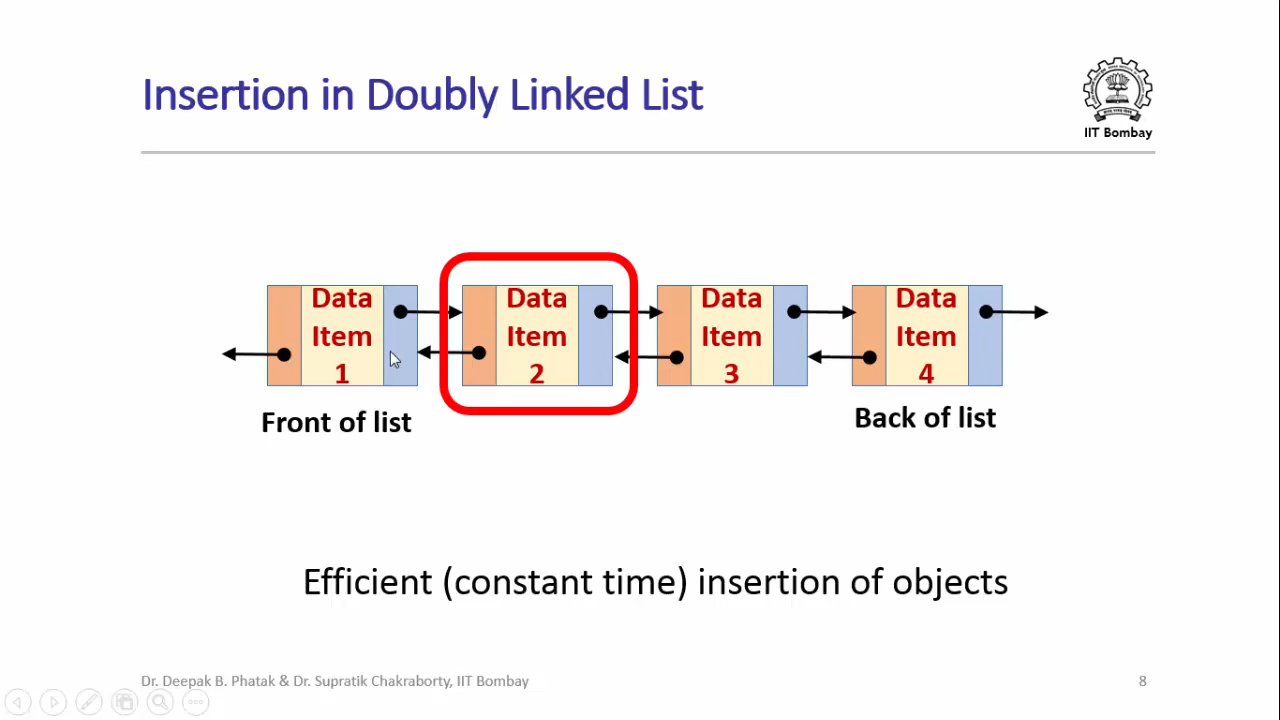 Insertion in Doubly Linked List
IIT Bombay
Data Item 1
Data Item 2
Data Item 3
Data Item 4
Front of list
Back of list
Efficient (constant time) insertion of objects
Dr. Deepak B. Phatak & Dr. Supratik Chakraborty, IIT Bombay
8